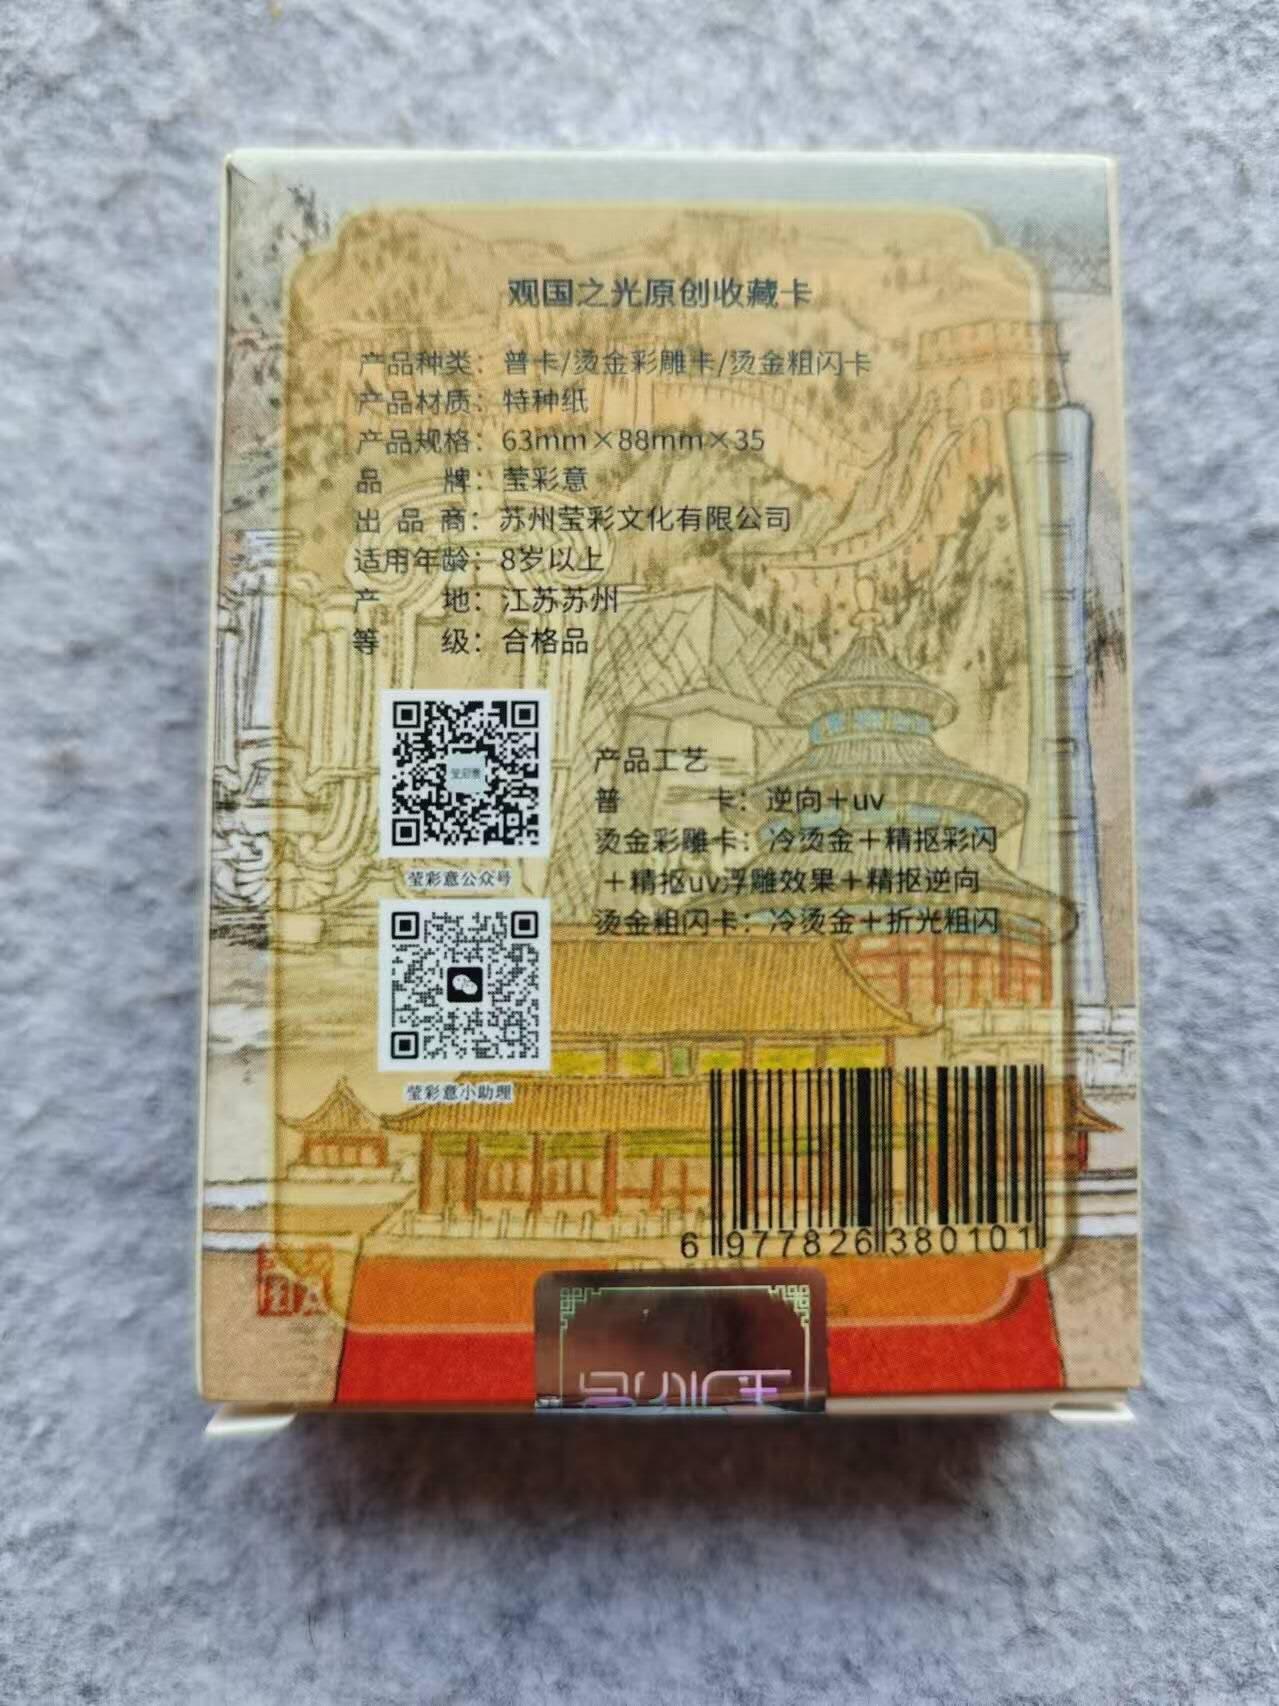 观国之光原创收藏卡
产品种类：普卡/烫金彩雕卡/烫金粗闪卡
产品材质：特种纸
产品规格：63mm×88mm×35
品牌：莹彩意
出品商：苏州莹彩文化有限公司
适用年龄：8岁以上
产地：江苏苏州
等级：合格品
莹彩意
莹彩意公众号
莹彩意小助理
产品工艺
普卡：逆向+uv
烫金彩雕卡：冷烫金+精抠彩闪
+精抠uv浮雕效果+精抠逆向
烫金粗闪卡：冷烫金+折光粗闪
6 977826 380101